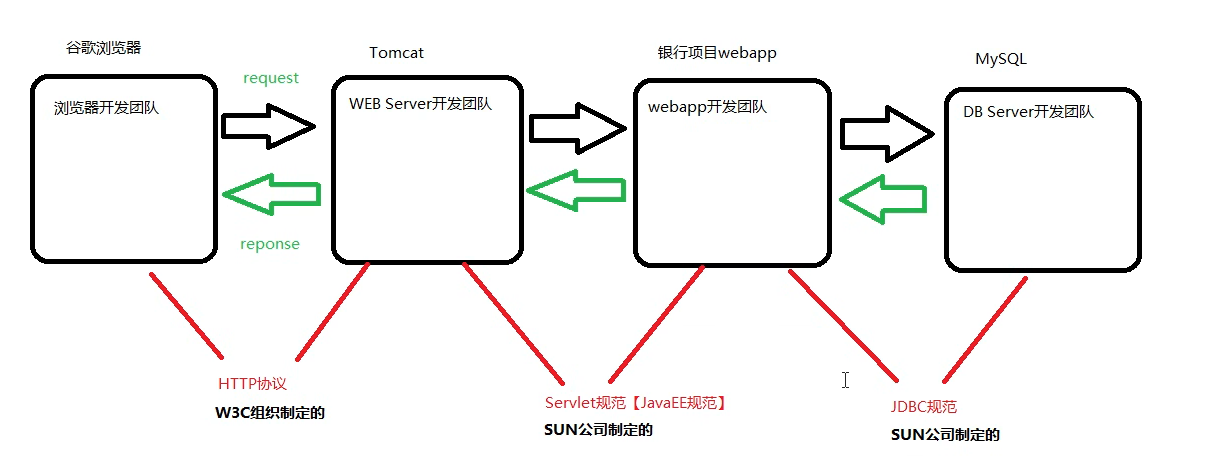 谷歌浏览器
Tomcat
银行项目webapp
MySQL
浏览器开发团队
request
WEB Server开发团队
webapp开发团队
DB Server开发团队
reponse
HTTP协议
W3C组织制定的
Servlet规范【JavaEE规范】
SUN公司制定的
JDBC规范
SUN公司制定的